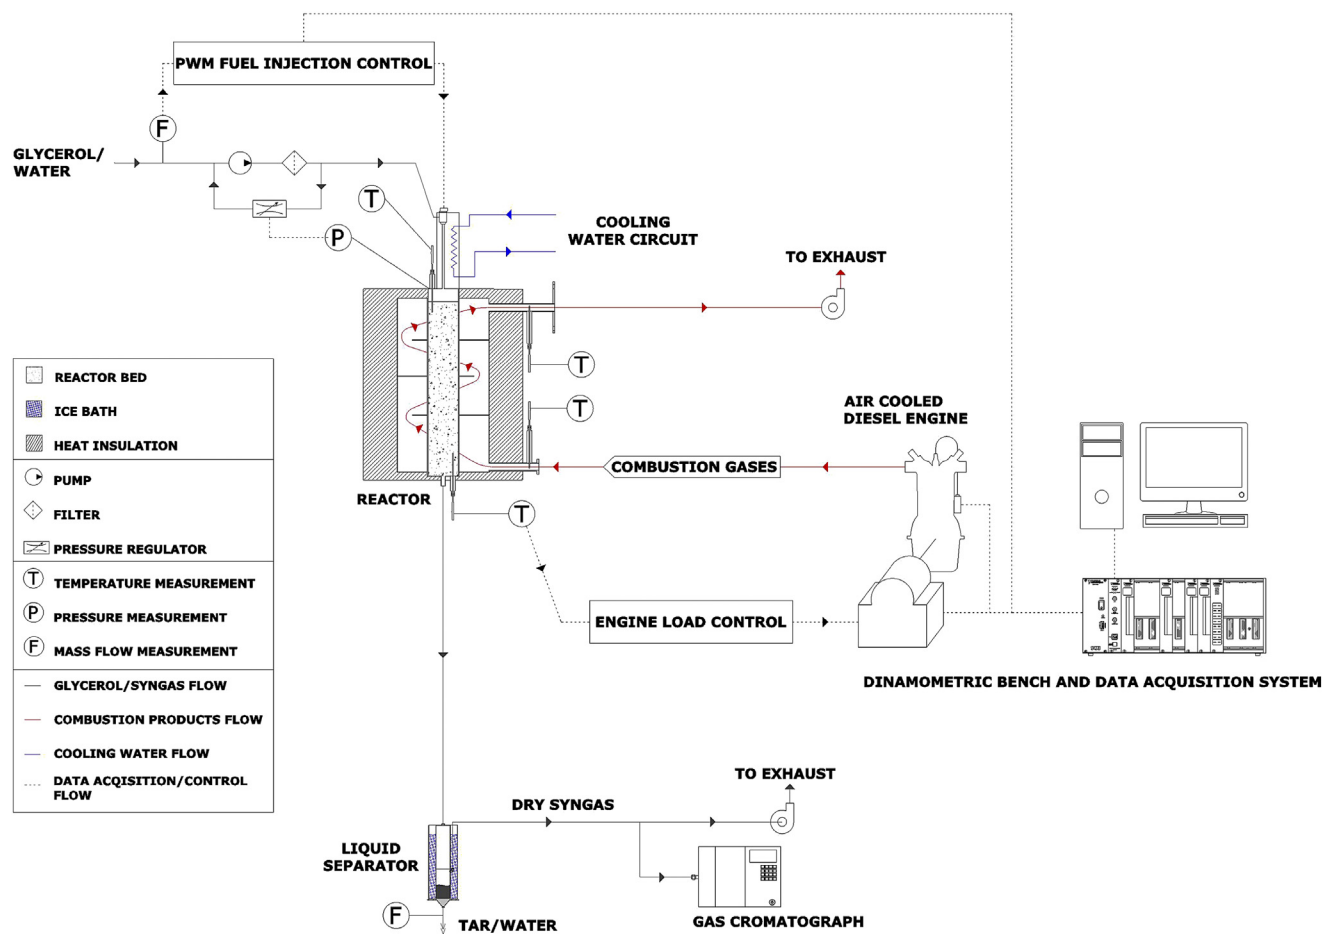 PWM FUEL INJECTION CONTROL
F
GLYCEROL/
WATER
T
P
COOLING
WATER CIRCUIT
TO EXHAUST
T
T
AIR COOLED
DIESEL ENGINE
COMBUSTION GASES
REACTOR
T
ENGINE LOAD CONTROL
DINAMOMETRIC BENCH AND DATA ACQUISITION SYSTEM
REACTOR BED
ICE BATH
HEAT INSULATION
PUMP
FILTER
PRESSURE REGULATOR
T TEMPERATURE MEASUREMENT
P PRESSURE MEASUREMENT
F MASS FLOW MEASUREMENT
GLYCEROL/SYNGAS FLOW
COMBUSTION PRODUCTS FLOW
COOLING WATER FLOW
DATA ACQISITION/CONTROL
FLOW
TO EXHAUST
DRY SYNGAS
LIQUID
SEPARATOR
F
TAR/WATER
GAS CROMATOGRAPH